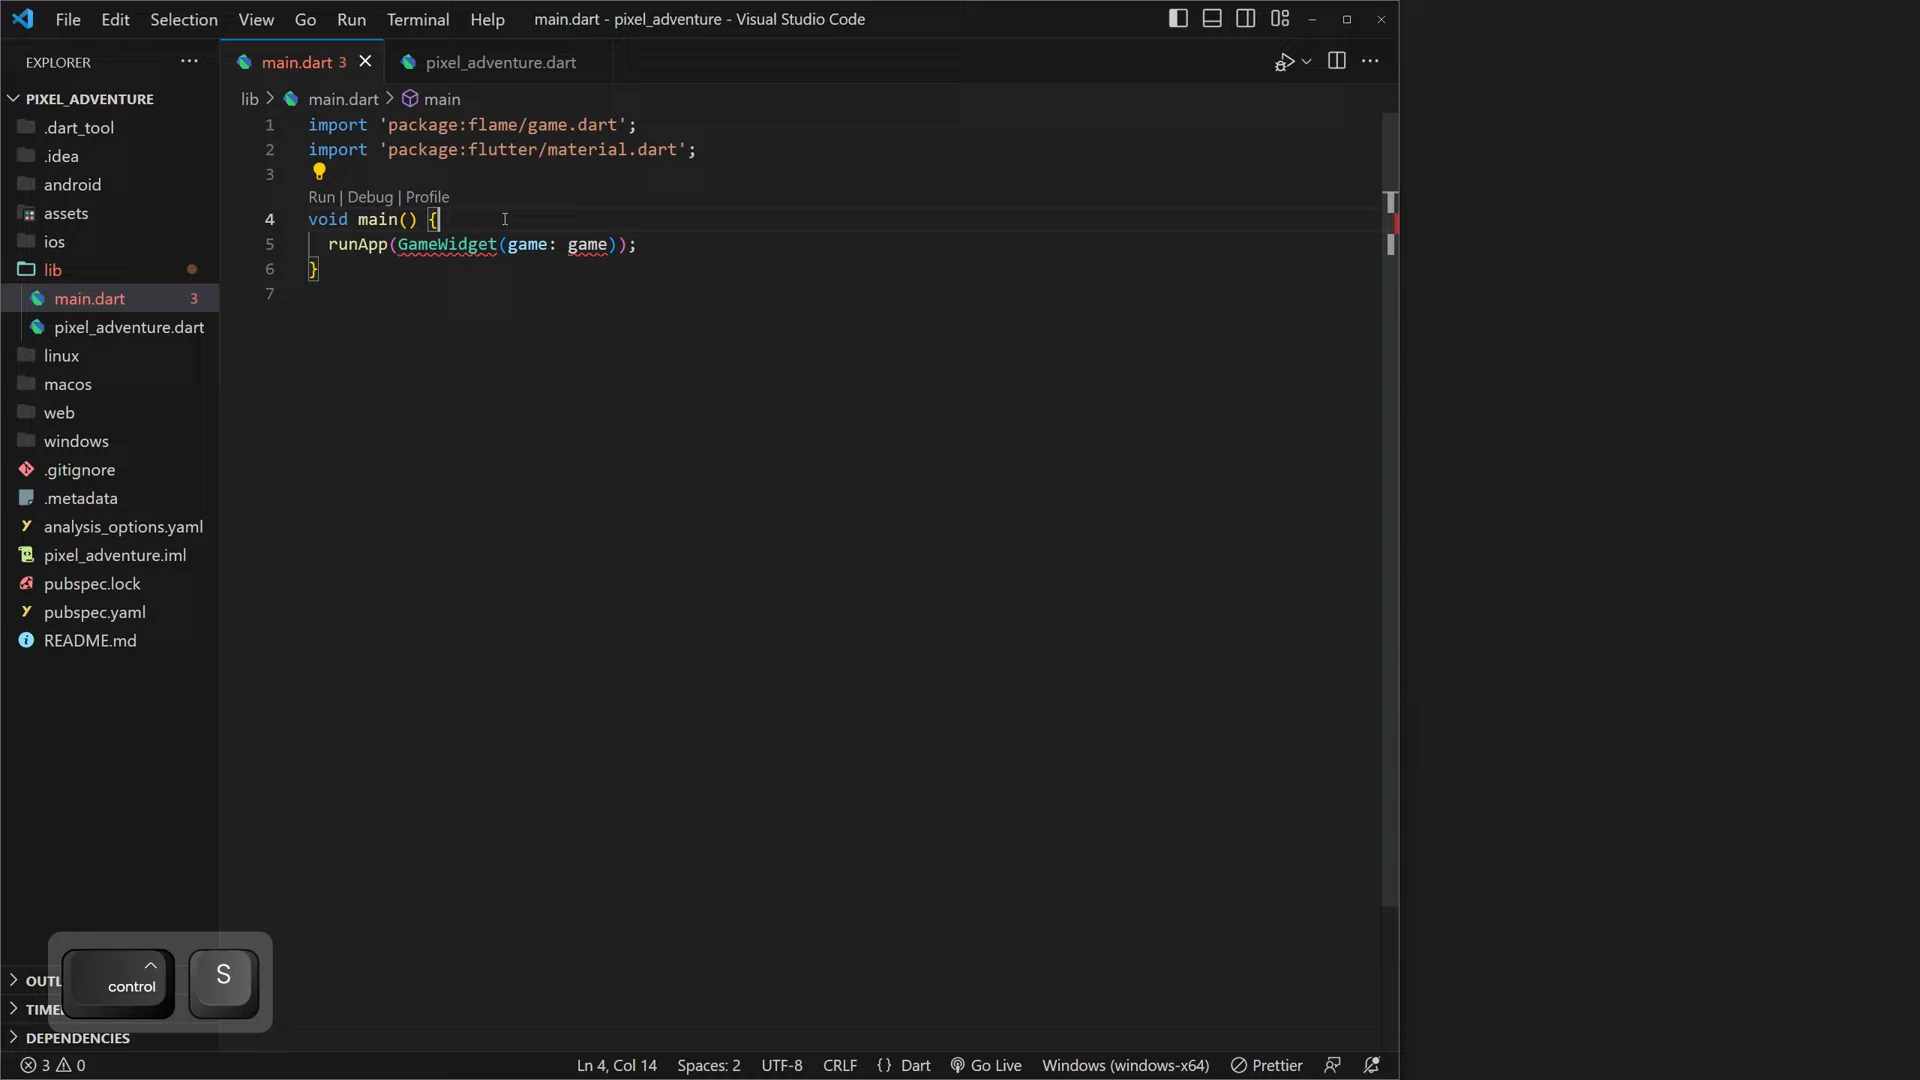 File Edit Selection View Go Run Terminal Help main.dart - pixel_adventure - Visual Studio Code
EXPLORER
main.dart 3 pixel_adventure.dart
PIXEL_ADVENTURE
.dart_tool
.idea
android
assets
ios
lib
main.dart 3
pixel_adventure.dart
linux
macos
web
windows
.gitignore
.metadata
analysis_options.yaml
pixel_adventure.iml
pubspec.lock
pubspec.yaml
README.md
lib > main.dart > main
1 import 'package:flame/game.dart';
2 import 'package:flutter/material.dart';
3
Run | Debug | Profile
4 void main() {
5 runApp(GameWidget(game: game));
6 }
7
control S
OUTL
TIME
DEPENDENCIES
3 0 Ln 4, Col 14 Spaces: 2 UTF-8 CRLF {} Dart Go Live Windows (windows-x64) Prettier